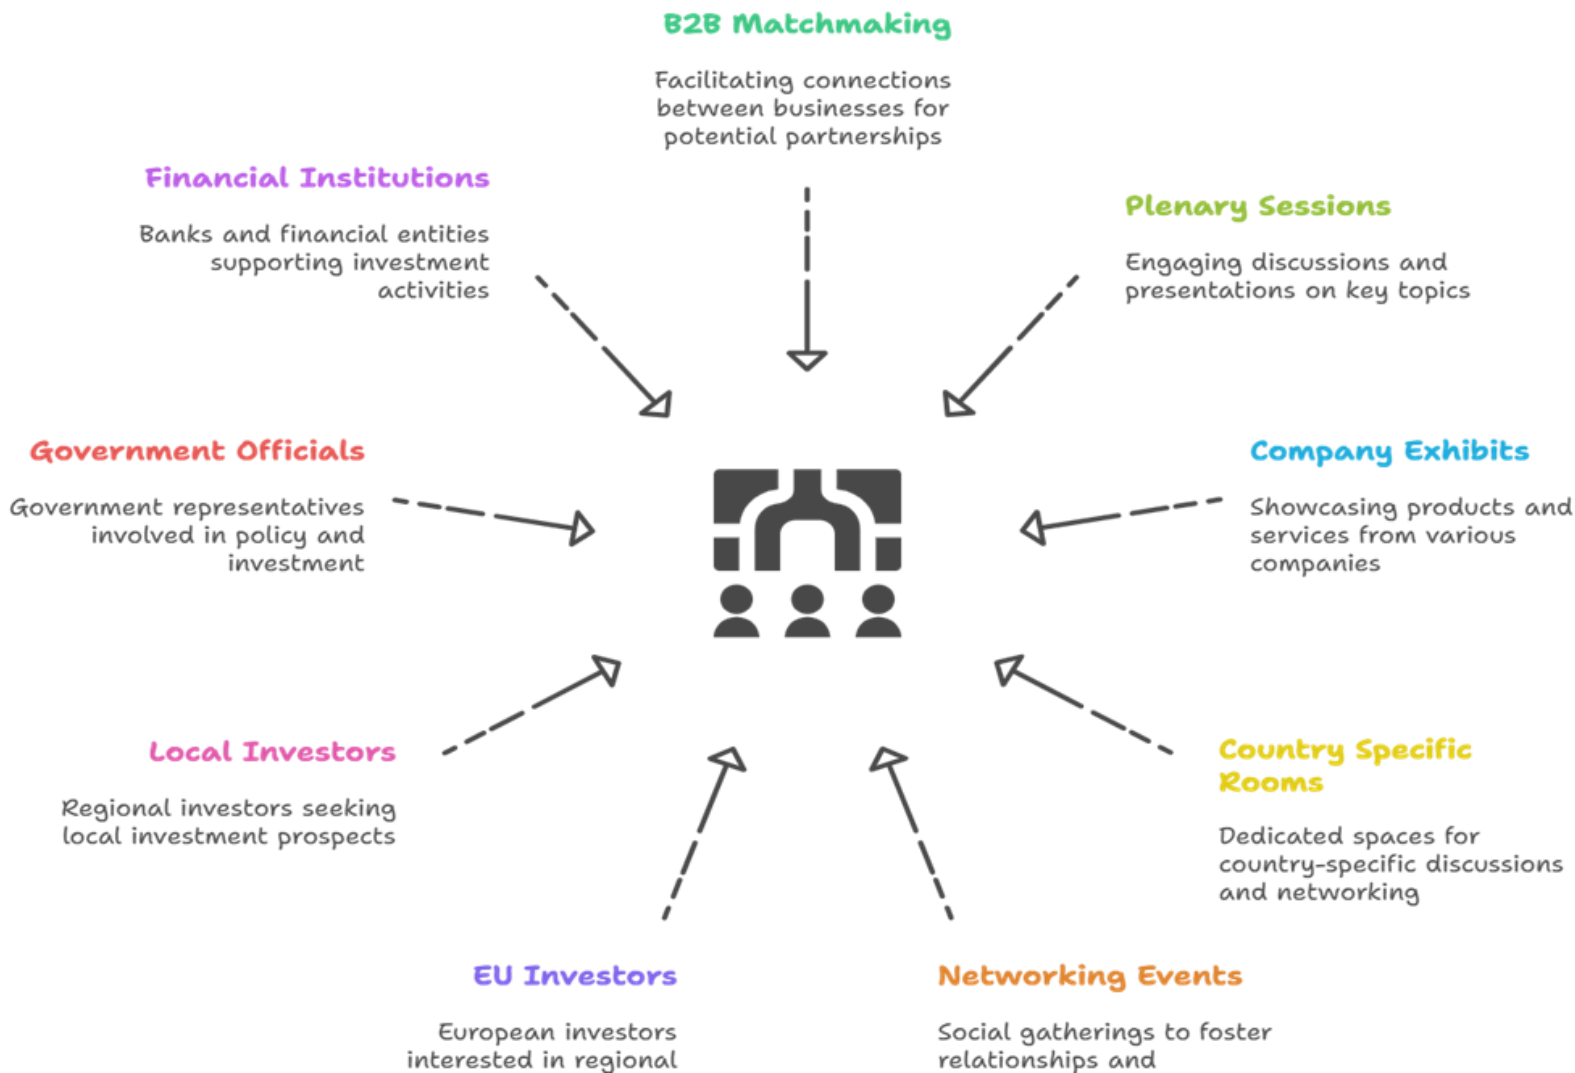 B2B Matchmaking
Facilitating connections
between businesses for
potential partnerships
Financial Institutions
Banks and financial entities
supporting investment
activities
Plenary Sessions
Engaging discussions and
presentations on key topics
Government Officials
Government representatives
involved in policy and
investment
Company Exhibits
Showcasing products and
services from various
companies
Local Investors
Regional investors seeking
local investment prospects
Country Specific
Rooms
Dedicated spaces for
country-specific discussions
and networking
EU Investors
European investors
interested in regional
Networking Events
Social gatherings to foster
relationships and